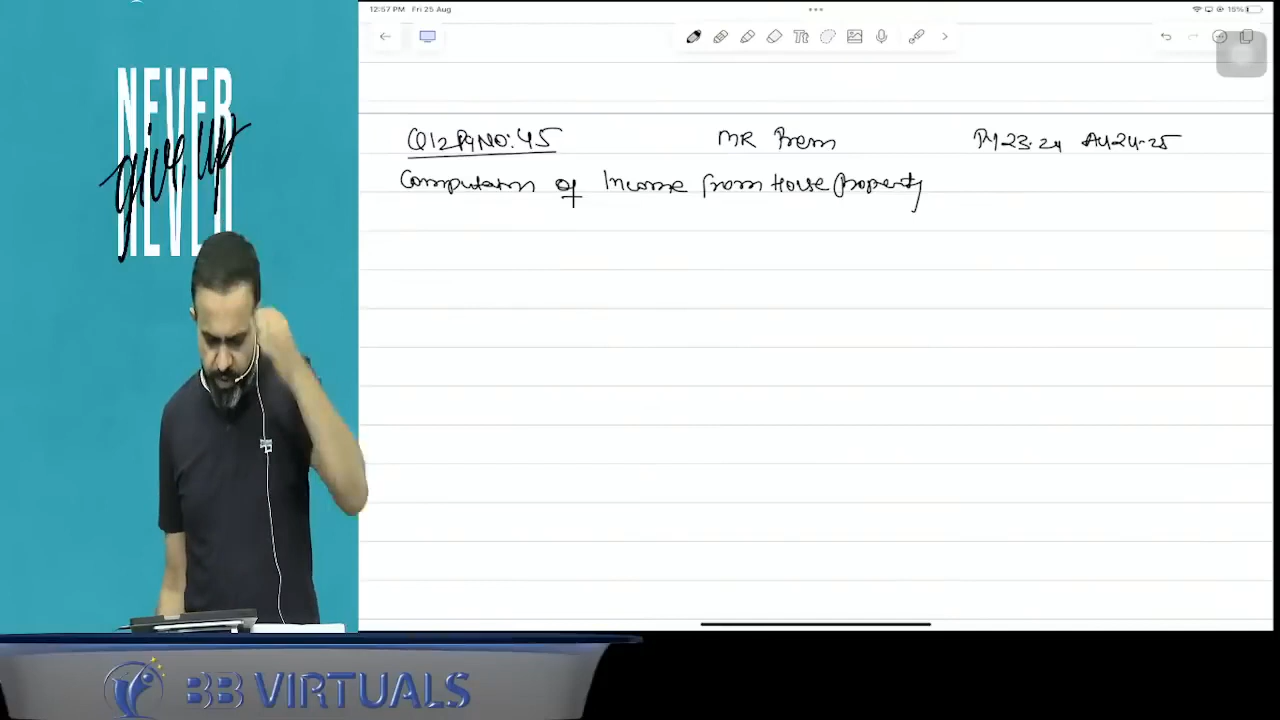 12:57 PM Fri 25 Aug
15%
NEVER
give up
NEVER
Q12 Pg NO: 45 MR Prem PY 23-24 AY 24-25
Computation of Income from House Property
BB VIRTUALS